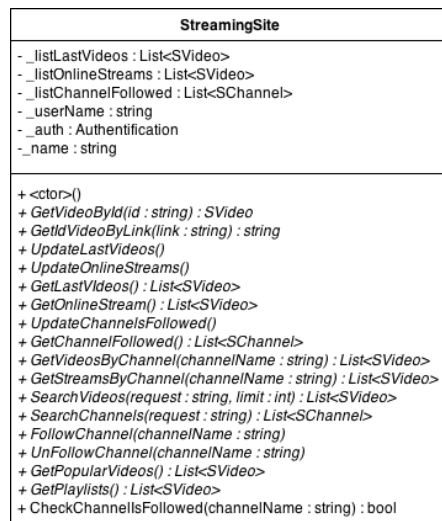 StreamingSite
- _listLastVideos : List<SVideo>
- _listOnlineStreams : List<SVideo>
- _listChannelFollowed : List<SChannel>
- _userName : string
- _auth : Authentification
-_name : string
+ <ctor>()
+ GetVideoById(id : string) : SVideo
+ GetIdVideoByLink(link : string) : string
+ UpdateLastVideos()
+ UpdateOnlineStreams()
+ GetLastVIdeos() : List<SVideo>
+ GetOnlineStream() : List<SVideo>
+ UpdateChannelsFollowed()
+ GetChannelFollowed() : List<SChannel>
+ GetVideosByChannel(channelName : string) : List<SVideo>
+ GetStreamsByChannel(channelName : string) : List<SVideo>
+ SearchVideos(request : string, limit : int) : List<SVideo>
+ SearchChannels(request : string) : List<SChannel>
+ FollowChannel(channelName : string)
+ UnFollowChannel(channelName : string)
+ GetPopularVideos() : List<SVideo>
+ GetPlaylists() : List<SVideo>
+ CheckChannelIsFollowed(channelName : string) : bool